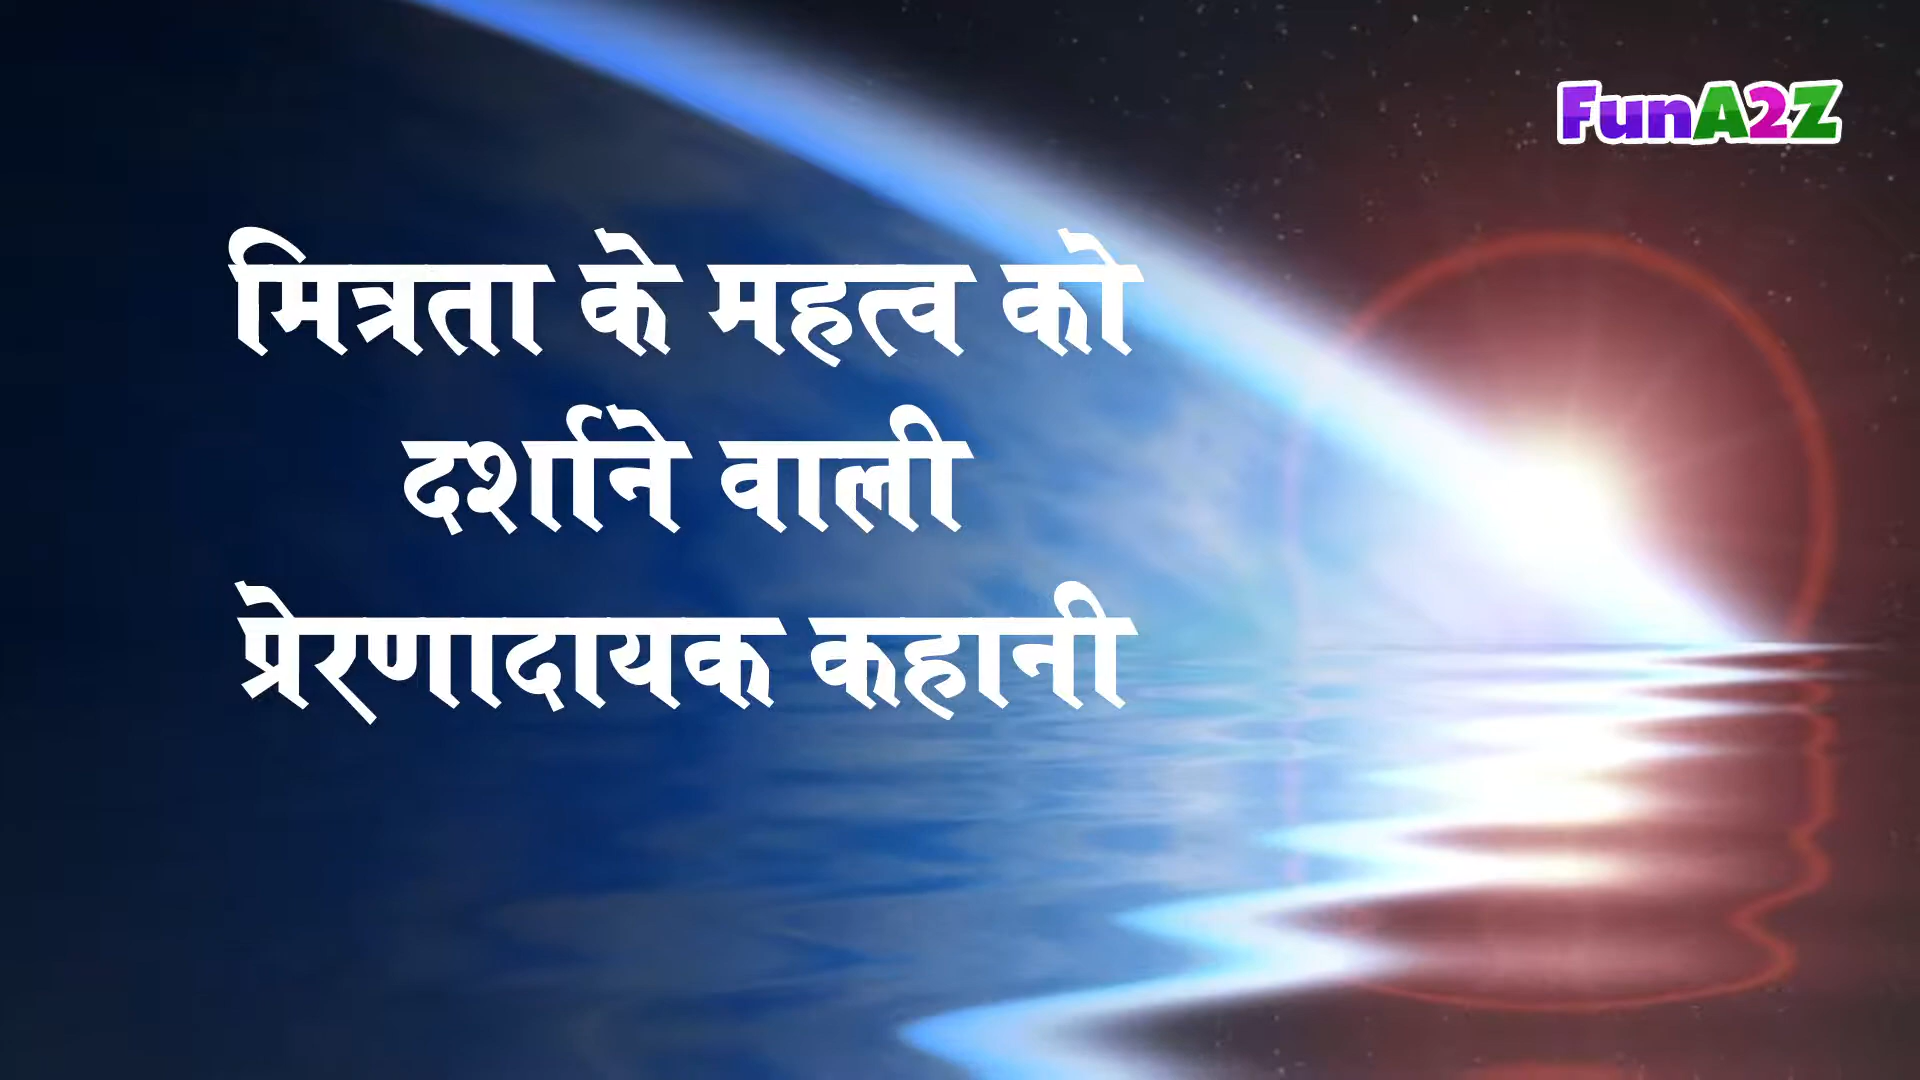 FunA2Z
मित्रता के महत्व को
दर्शाने वाली
प्रेरणादायक कहानी